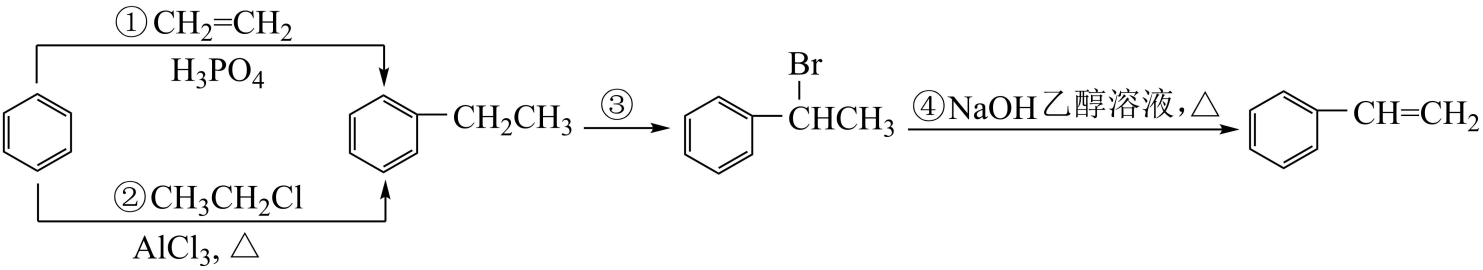 ①CH₂=CH₂
H₃PO₄
CH₂CH₃
③
Br
CHCH₃
④NaOH乙醇溶液,△
CH=CH₂
②CH₃CH₂Cl
AlCl₃, △